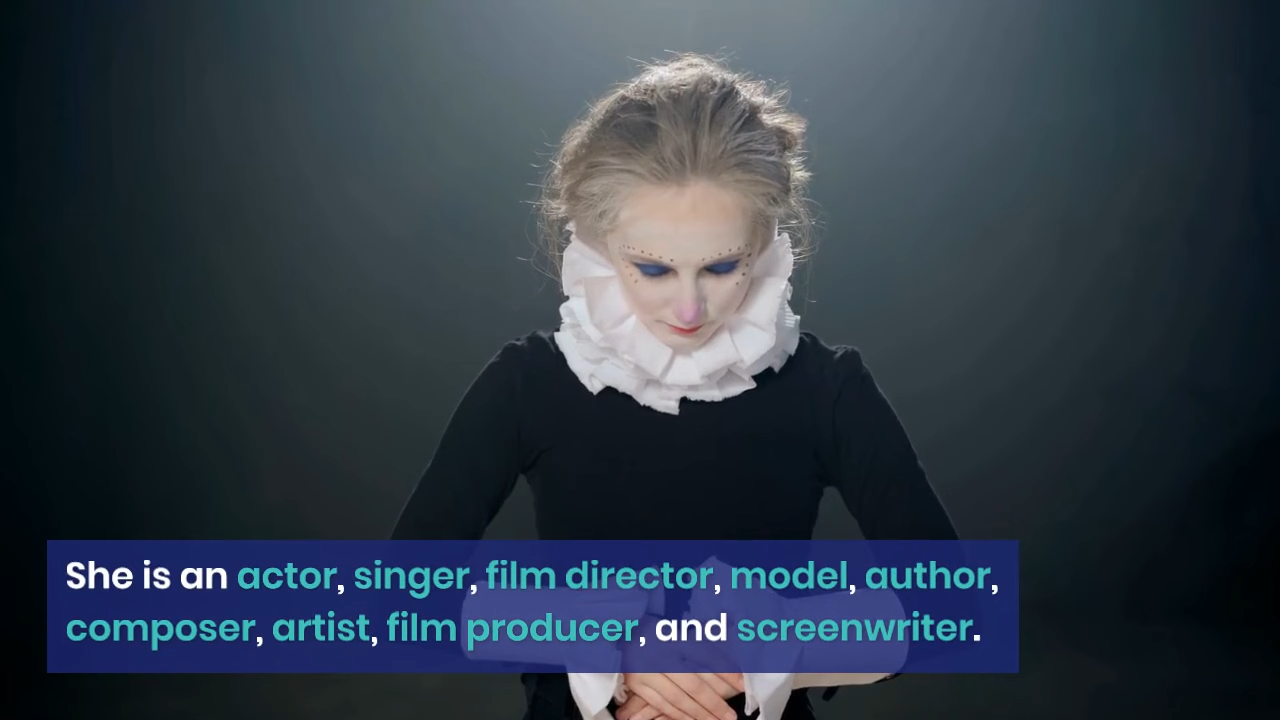 She is an actor, singer, film director, model, author,
composer, artist, film producer, and screenwriter.